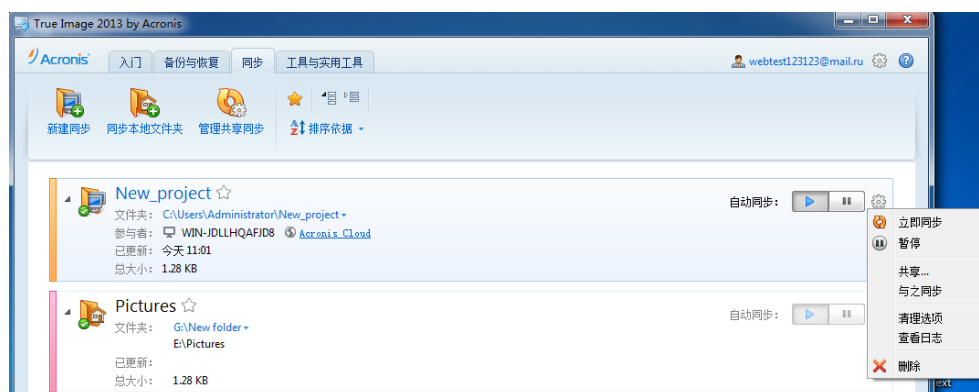 True Image 2013 by Acronis
Acronis 入门 备份与恢复 同步 工具与实用工具 webtest123123@mail.ru
新建同步 同步本地文件夹 管理共享同步 排序依据
New_project 自动同步:
文件夹: C:\Users\Administrator\New_project
参与者: WIN-JDLLHQAFJD8 Acronis Cloud
已更新: 今天 11:01
总大小: 1.28 KB
立即同步
暂停
共享...
与之同步
清理选项
查看日志
删除
Pictures 自动同步:
文件夹: G:\New folder
E:\Pictures
已更新:
总大小: 1.28 KB
ext